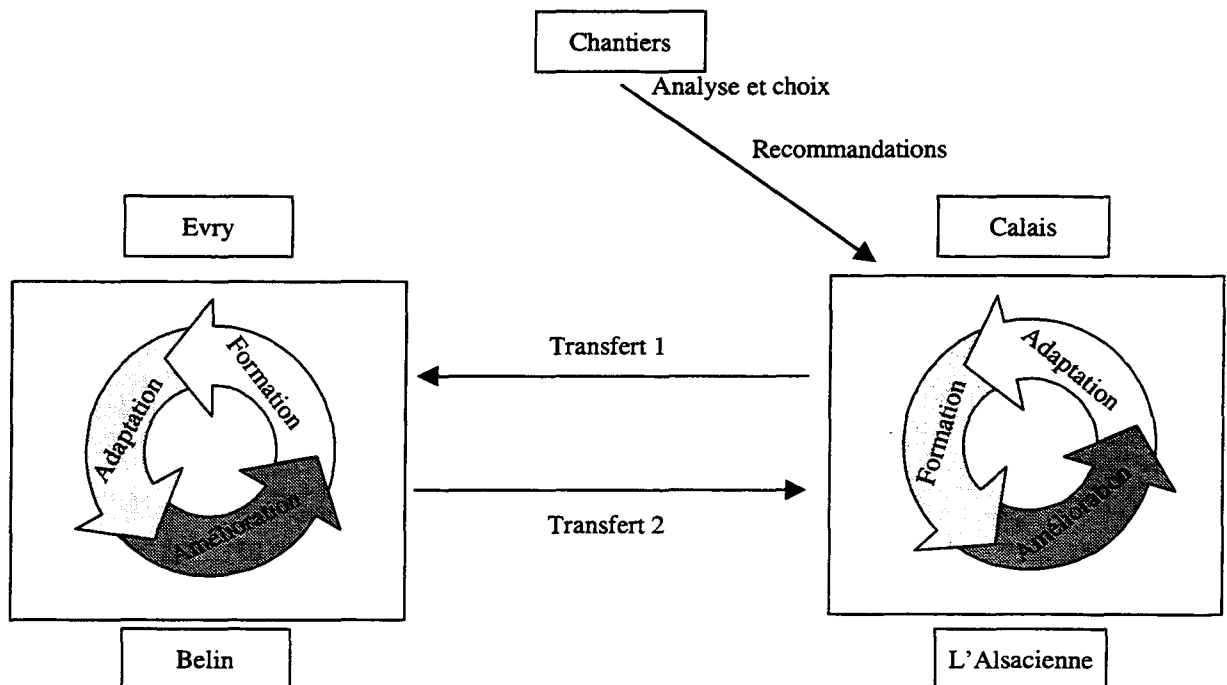 Chantiers
Analyse et choix
Recommandations
Evry
Calais
Formation
Adaptation
Amélioration
Transfert 1
Transfert 2
Adaptation
Formation
Amélioration
Belin
L'Alsacienne